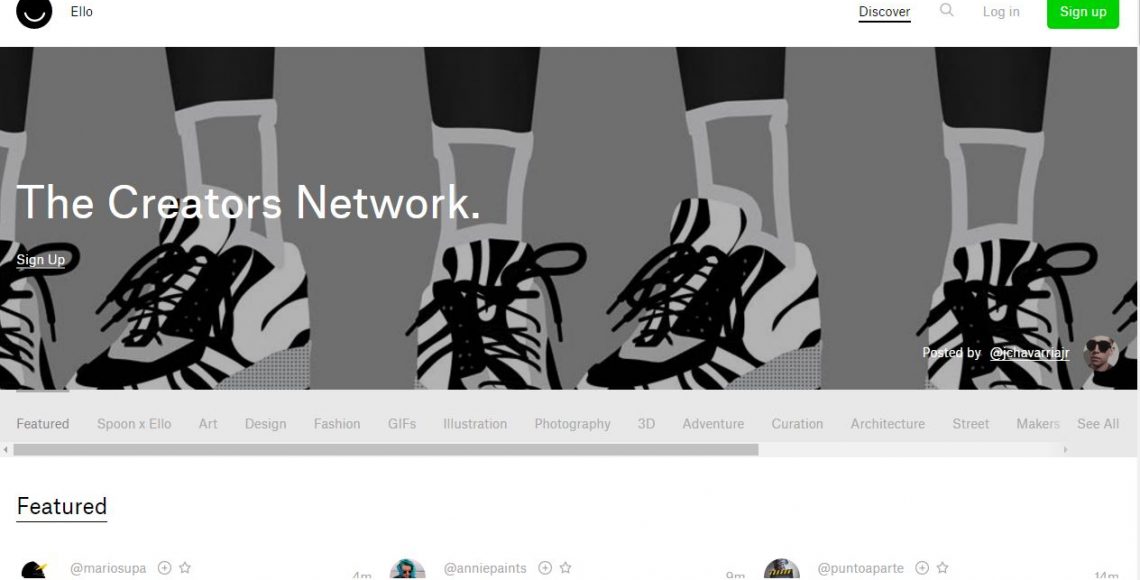 Ello
Discover
Log in
Sign up
The Creators Network.
Sign Up
Posted by @jchavarriajr
Featured Spoon x Ello Art Design Fashion GIFs Illustration Photography 3D Adventure Curation Architecture Street Makers See All
Featured
@mariosupa
4m
@anniepaints
9m
@puntoaparte
14m